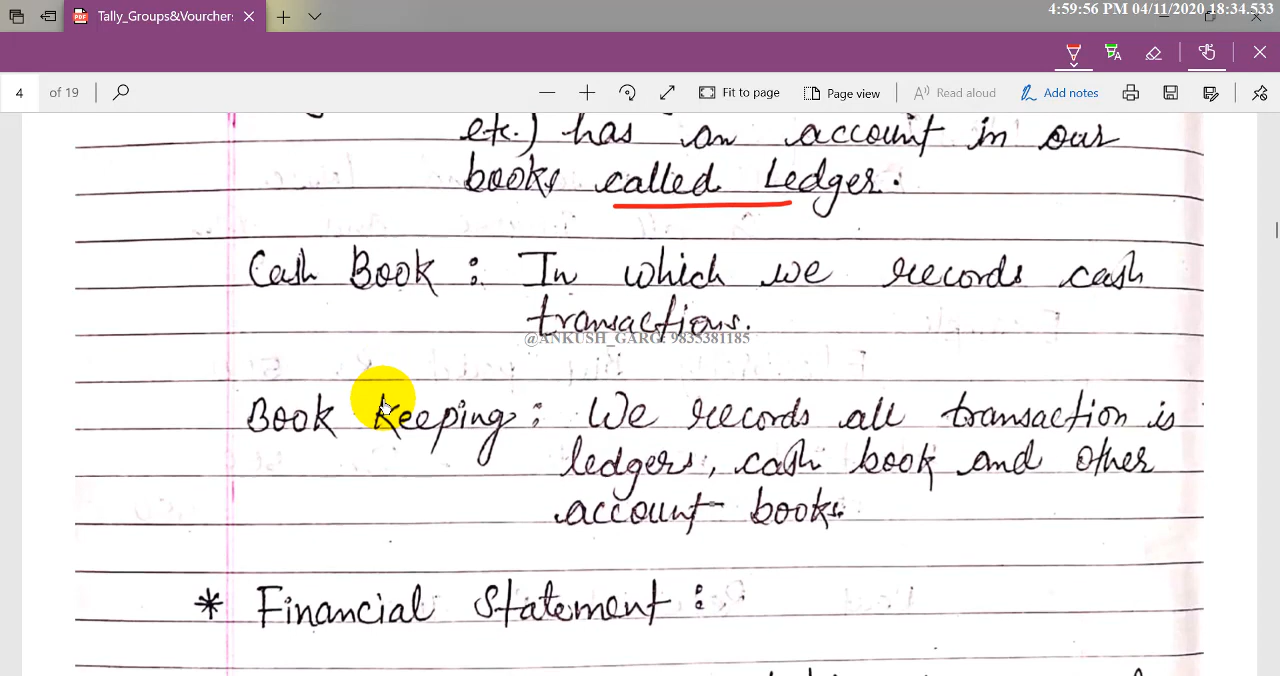 4:59:56 PM 04/11/2020 18:34.533
Tally_Groups&Vourchers
4 of 19
Fit to page
Page view
Read aloud
Add notes
etc.) has an account in our
books called Ledger.
Cash Book : In which we records cash
transactions.
@ANKUSH_GARG: 9835381185
Book Keeping : We records all transaction is
ledgers, cash book and other
account books.
* Financial Statement :